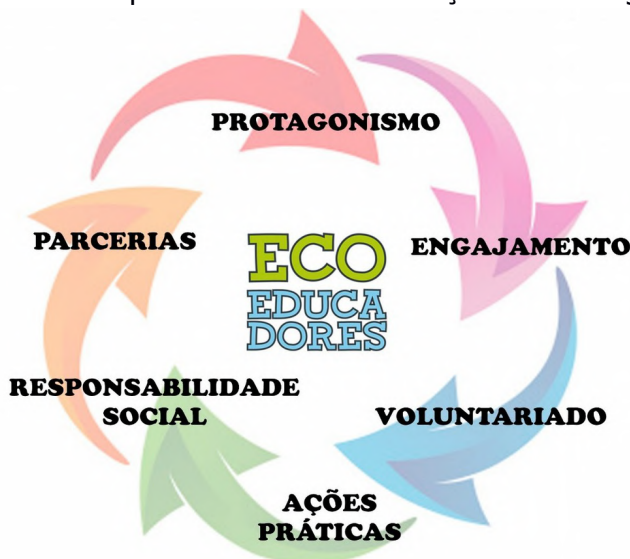 PROTAGONISMO
PARCERIAS
ENGAJAMENTO
ECO
EDUCA
DORES
RESPONSABILIDADE
SOCIAL
VOLUNTARIADO
AÇÕES
PRÁTICAS